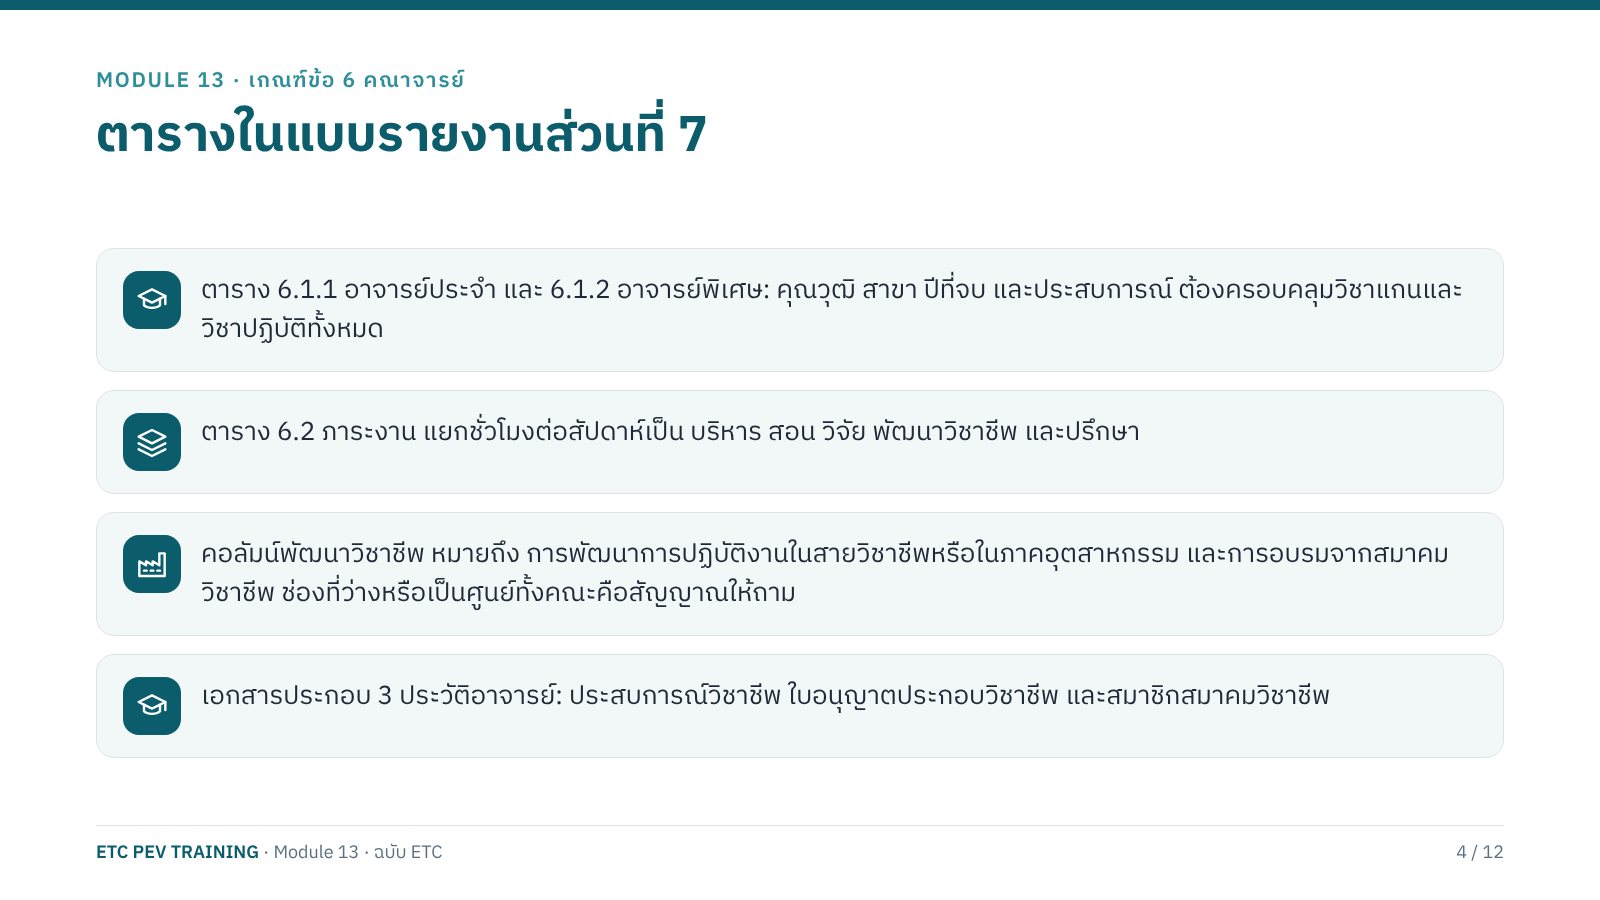 MODULE 13 · เกณฑ์ข้อ 6 คณาจารย์
ตารางในแบบรายงานส่วนที่ 7
ตาราง 6.1.1 อาจารย์ประจำ และ 6.1.2 อาจารย์พิเศษ: คุณวุฒิ สาขา ปีที่จบ และประสบการณ์ ต้องครอบคลุมวิชาแกนและ
วิชาปฏิบัติทั้งหมด
ตาราง 6.2 ภาระงาน แยกชั่วโมงต่อสัปดาห์เป็น บริหาร สอน วิจัย พัฒนาวิชาชีพ และปรึกษา
คอลัมน์พัฒนาวิชาชีพ หมายถึง การพัฒนาการปฏิบัติงานในสายวิชาชีพหรือในภาคอุตสาหกรรม และการอบรมจากสมาคม
วิชาชีพ ช่องที่ว่างหรือเป็นศูนย์ทั้งคณะคือสัญญาณให้ถาม
เอกสารประกอบ 3 ประวัติอาจารย์: ประสบการณ์วิชาชีพ ใบอนุญาตประกอบวิชาชีพ และสมาชิกสมาคมวิชาชีพ
ETC PEV TRAINING · Module 13 · ฉบับ ETC
4 / 12